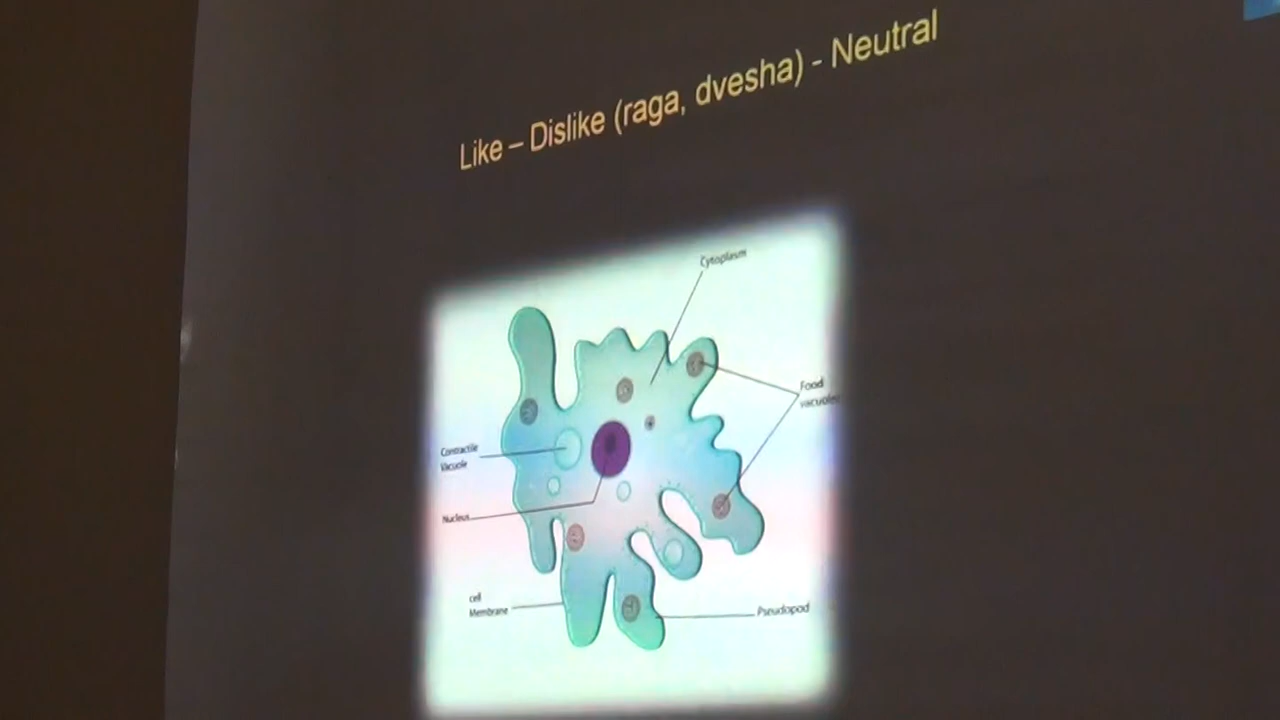 Like – Dislike (raga, dvesha) - Neutral
Cytoplasm
Food
vacuoles
Contractile
Vacuole
Nucleus
cell
Membrane
Pseudopod